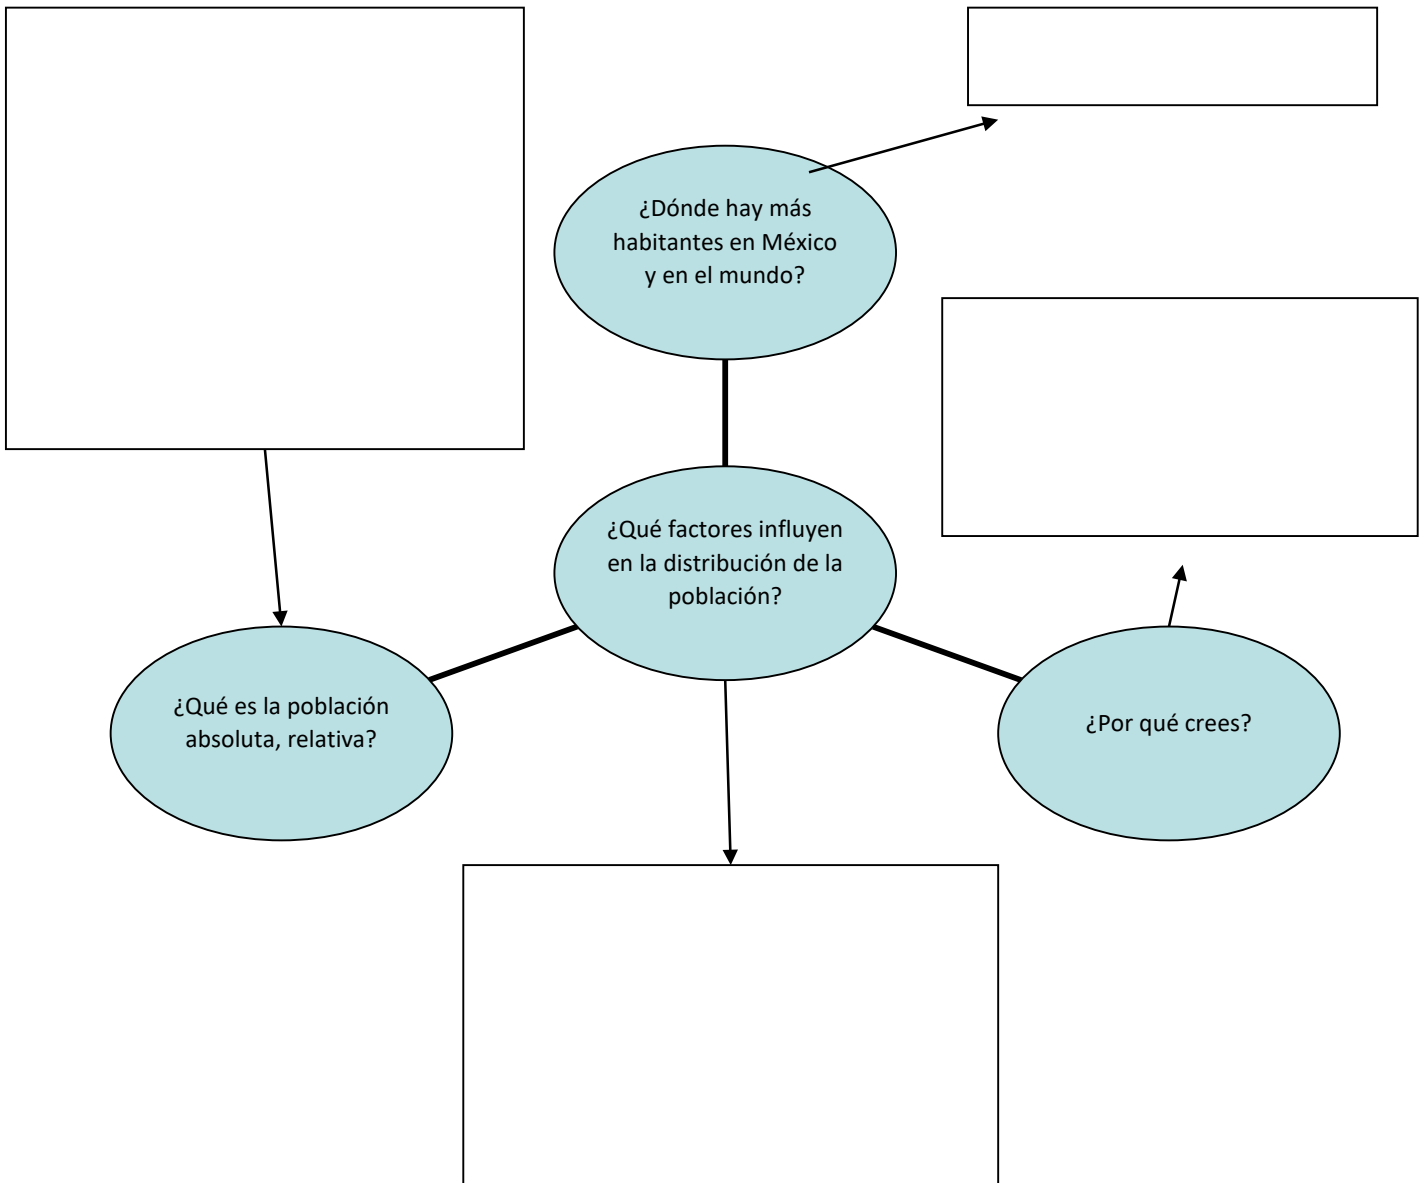 ¿Dónde hay más
habitantes en México
y en el mundo?
¿Qué factores influyen
en la distribución de la
población?
¿Qué es la población
absoluta, relativa?
¿Por qué crees?